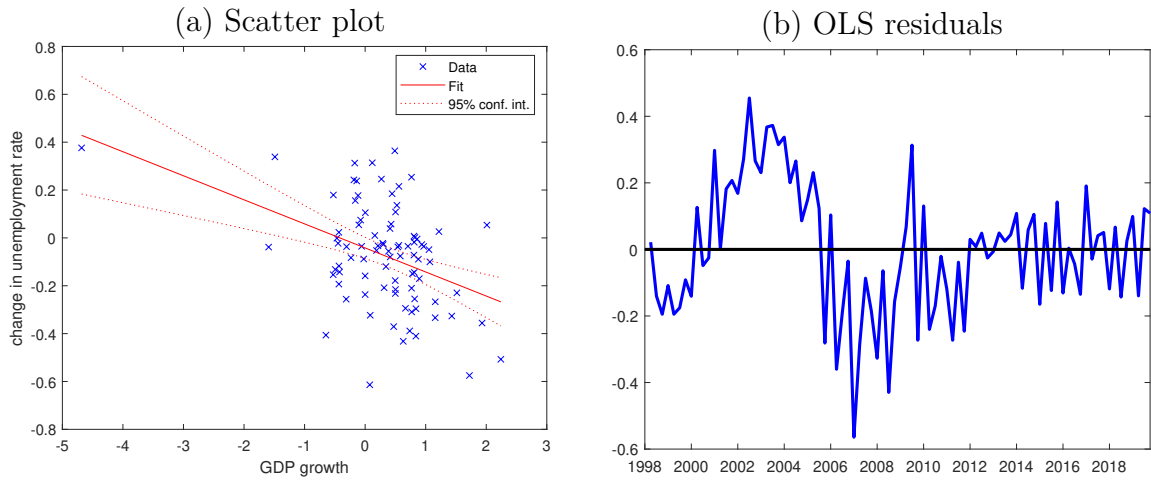 (a) Scatter plot
0.8
0.6
0.4
0.2
0
-0.2
-0.4
-0.6
-0.8
change in unemployment rate
Data
Fit
95% conf. int.
-5 -4 -3 -2 -1 0 1 2 3
GDP growth
(b) OLS residuals
0.6
0.4
0.2
0
-0.2
-0.4
-0.6
1998 2000 2002 2004 2006 2008 2010 2012 2014 2016 2018